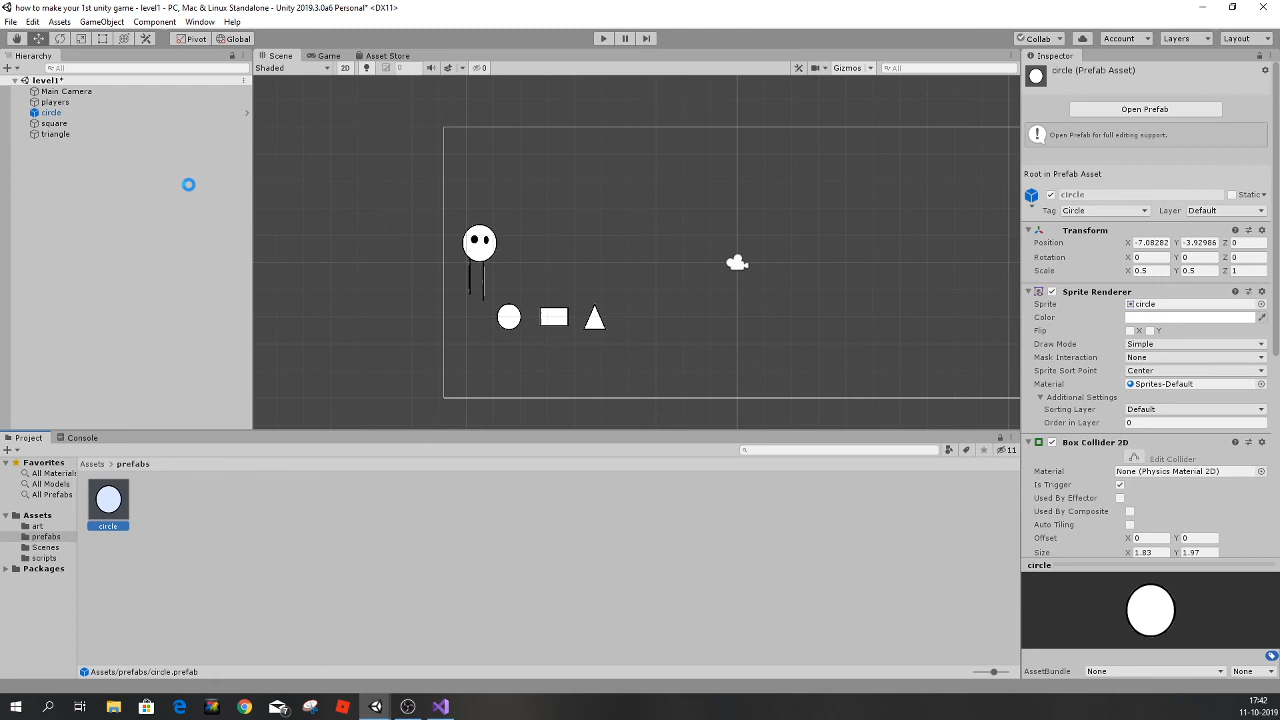 how to make your 1st unity game - level1 - PC, Mac & Linux Standalone - Unity 2019.3.0a6 Personal* <DX11>
File Edit Assets GameObject Component Window Help
Pivot Global
Collab Account Layers Layout
Hierarchy
All
level1*
Main Camera
players
circle
square
triangle
Scene Game Asset Store
Shaded 2D 0 0 Gizmos All
Inspector
circle (Prefab Asset)
Open Prefab
Open Prefab for full editing support.
Root in Prefab Asset
circle Static
Tag Circle Layer Default
Transform
Position X -7.08282 Y -3.92986 Z 0
Rotation X 0 Y 0 Z 0
Scale X 0.5 Y 0.5 Z 1
Sprite Renderer
Sprite circle
Color
Flip X Y
Draw Mode Simple
Mask Interaction None
Sprite Sort Point Center
Material Sprites-Default
Additional Settings
Sorting Layer Default
Order in Layer 0
Box Collider 2D
Edit Collider
Material None (Physics Material 2D)
Is Trigger
Used By Effector
Used By Composite
Auto Tiling
Offset X 0 Y 0
Size X 1.83 Y 1.97
circle
AssetBundle None None
Project Console
11
Favorites
All Materials
All Models
All Prefabs
Assets
art
prefabs
Scenes
scripts
Packages
Assets prefabs
circle
Assets/prefabs/circle.prefab
17:42
11-10-2019